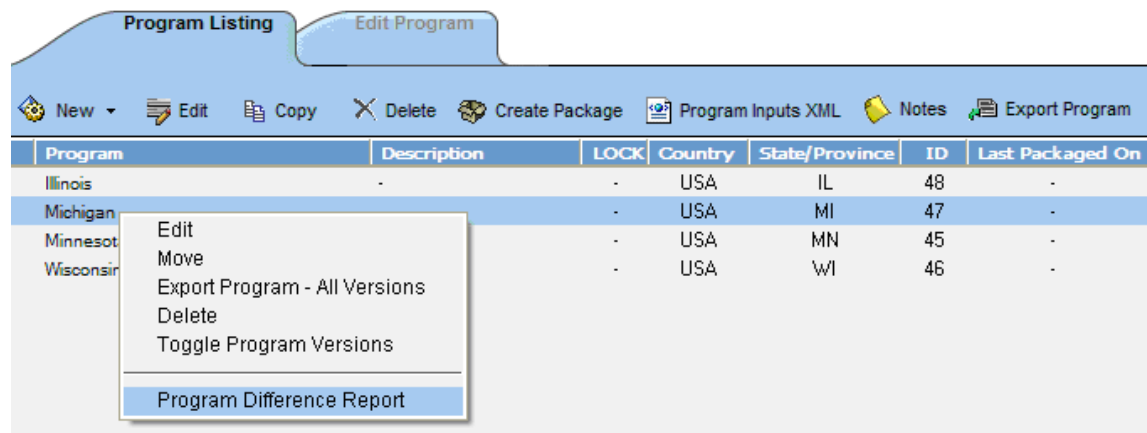 Program Listing Edit Program
New Edit Copy Delete Create Package Program Inputs XML Notes Export Program
Program Description LOCK Country State/Province ID Last Packaged On
Illinois - - USA IL 48 -
Michigan - USA MI 47 -
Minnesot - USA MN 45 -
Wisconsin - USA WI 46 -
Edit
Move
Export Program - All Versions
Delete
Toggle Program Versions
Program Difference Report